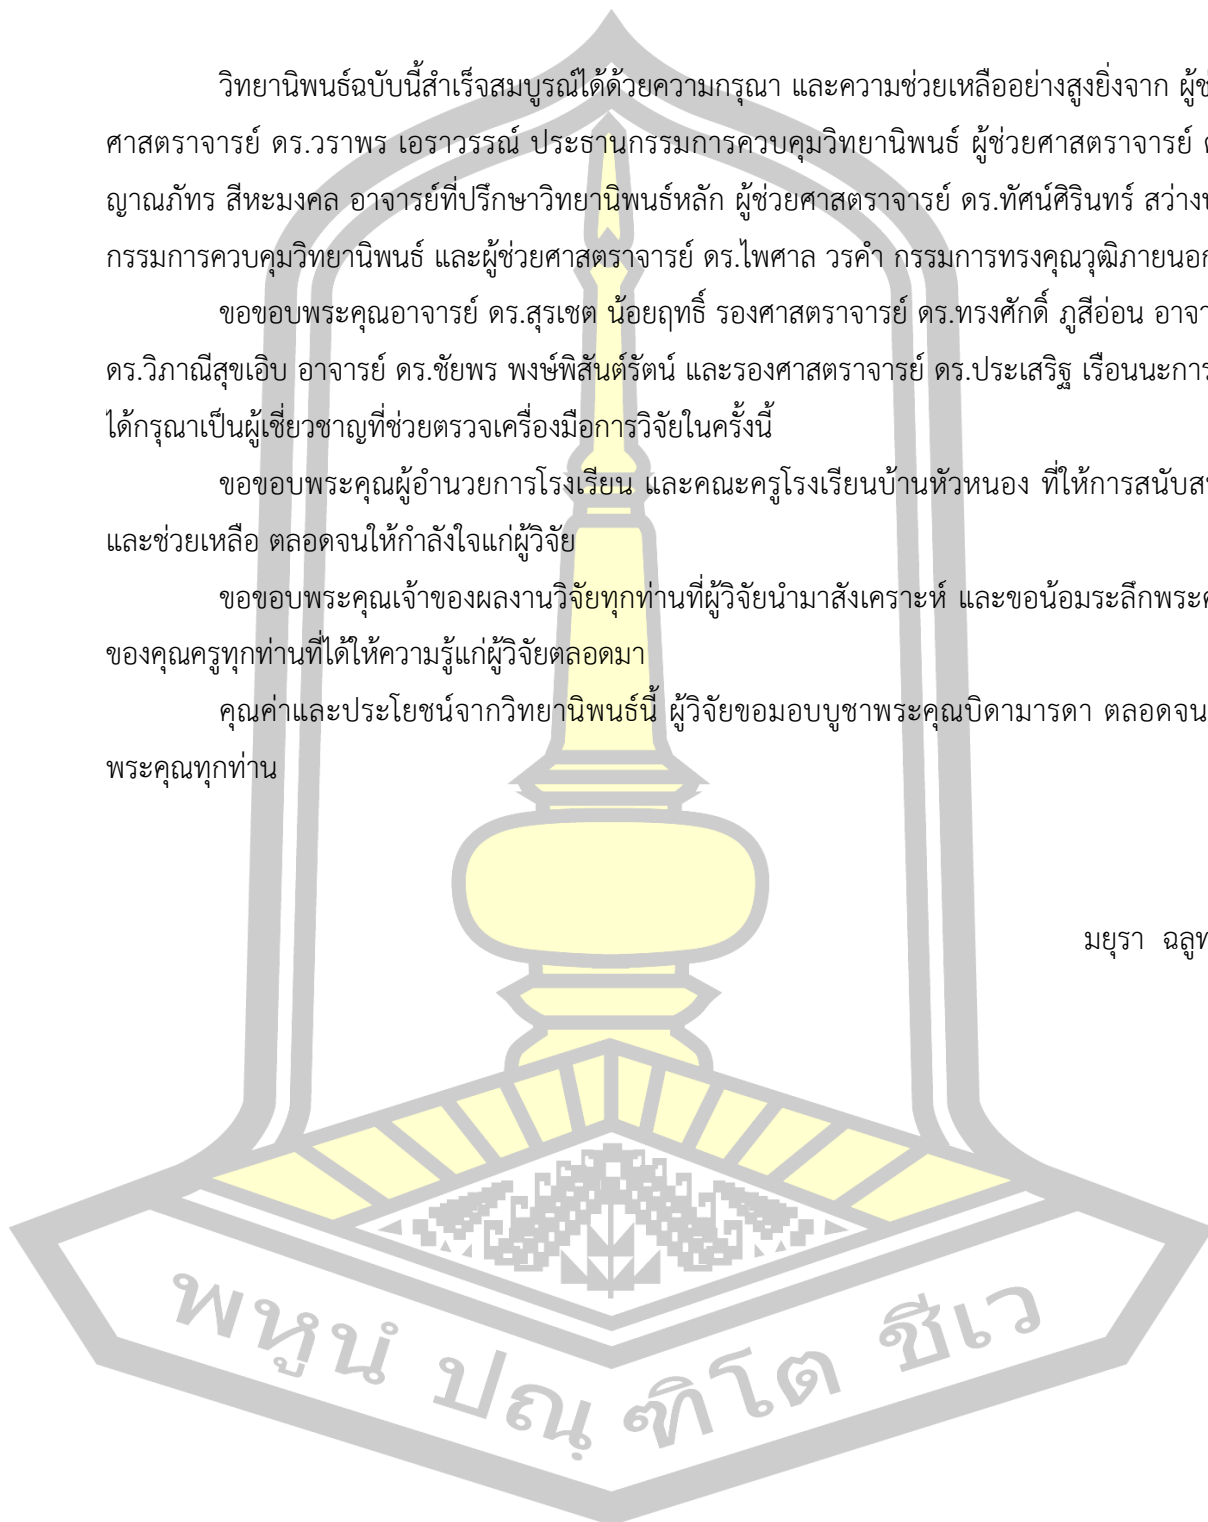 วิทยานิพนธ์ฉบับนี้สำเร็จสมบูรณ์ได้ด้วยความกรุณา และความช่วยเหลืออย่างสูงยิ่งจาก
ศาสตราจารย์ ดร.วราพร เอราวรรณ์ ประธานกรรมการควบคุมวิทยานิพนธ์ ผู้ช่วยศาสตราจารย์
ญาณภัทร สีหะมงคล อาจารย์ที่ปรึกษาวิทยานิพนธ์หลัก ผู้ช่วยศาสตราจารย์ ดร.ทัศน์ศิรินทร์
กรรมการควบคุมวิทยานิพนธ์ และผู้ช่วยศาสตราจารย์ ดร.ไพศาล วรคำ กรรมการทรงคุณวุฒิภายนอก
ขอขอบพระคุณอาจารย์ ดร.สุรเชต น้อยฤทธิ์ รองศาสตราจารย์ ดร.ทรงศักดิ์ ภูสีอ่อน
ดร.วิภาณีสุขเอิบ อาจารย์ ดร.ชัยพร พงษ์พิสันต์รัตน์ และรองศาสตราจารย์ ดร.ประเสริฐ เรือนนะการ
ได้กรุณาเป็นผู้เชี่ยวชาญที่ช่วยตรวจเครื่องมือการวิจัยในครั้งนี้
ขอขอบพระคุณผู้อำนวยการโรงเรียน และคณะครูโรงเรียนบ้านหัวหนอง ที่ให้การ
และช่วยเหลือ ตลอดจนให้กำลังใจแก่ผู้วิจัย
ขอขอบพระคุณเจ้าของผลงานวิจัยทุกท่านที่ผู้วิจัยนำมาสังเคราะห์ และขอน้อมระลึก
ของคุณครูทุกท่านที่ได้ให้ความรู้แก่ผู้วิจัยตลอดมา
คุณค่าและประโยชน์จากวิทยานิพนธ์นี้ ผู้วิจัยขอมอบบูชาพระคุณบิดามารดา ตลอดจน
พระคุณทุกท่าน
มยุรา
พหูนํ ปณฺ ฑิโต ชีเว